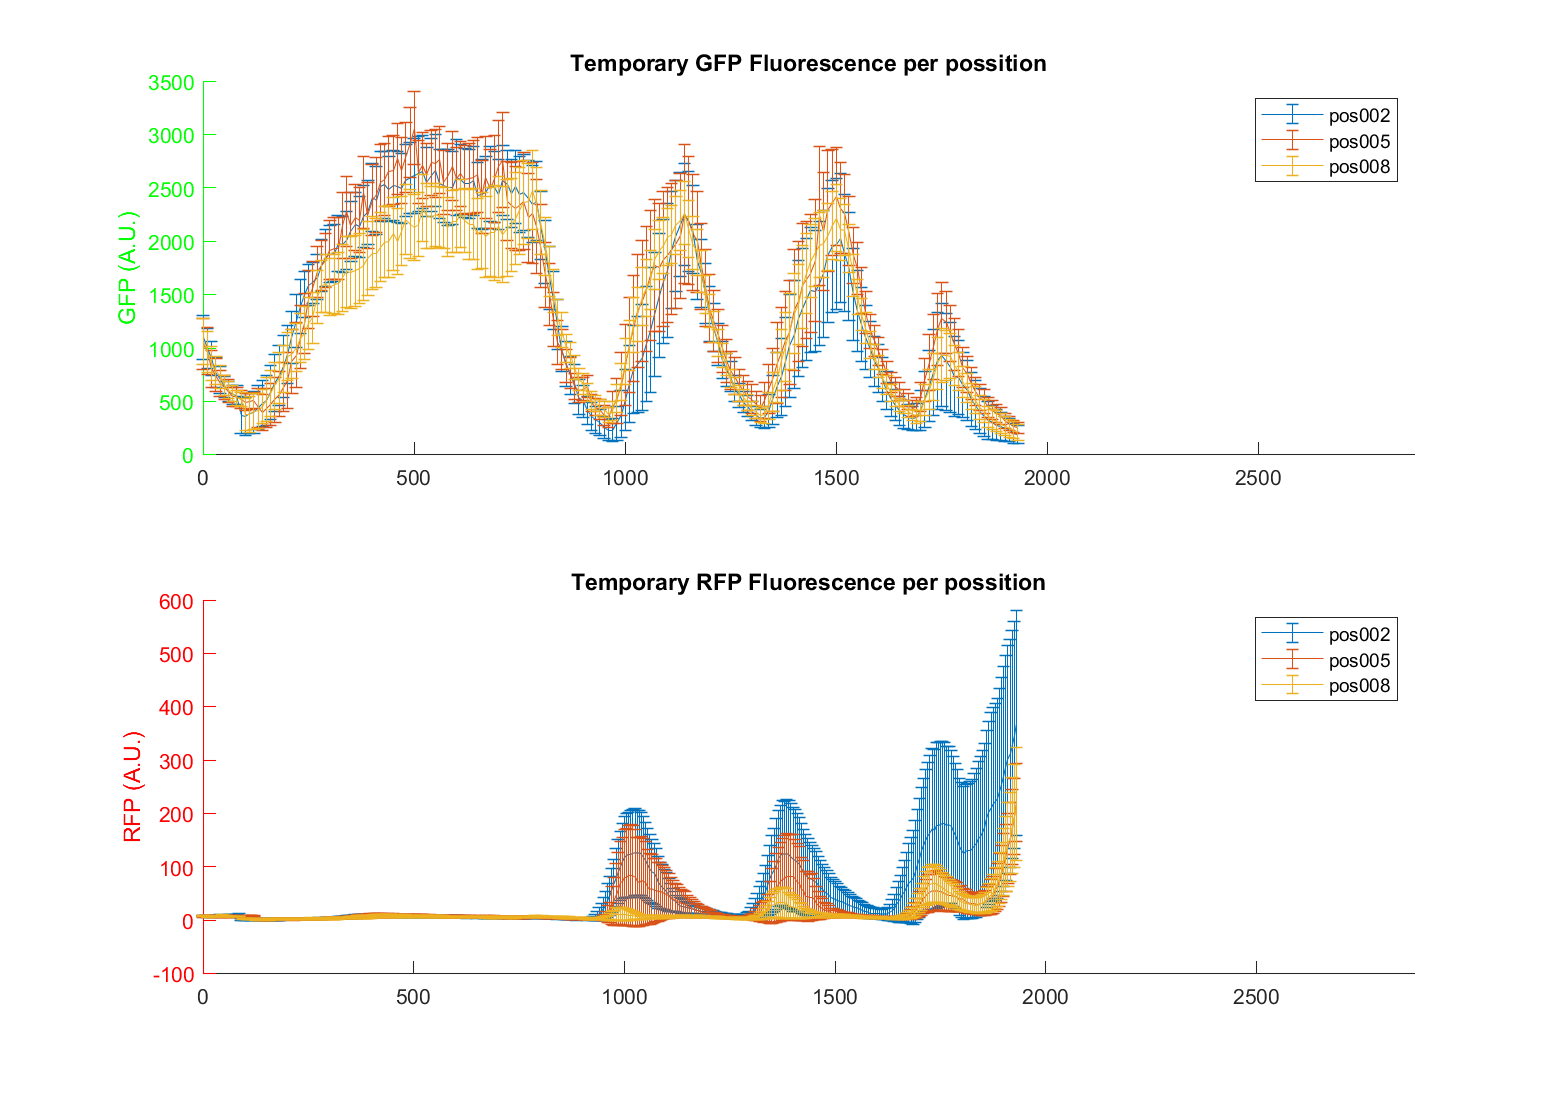 Temporary GFP Fluorescence per possition
GFP (A.U.)
3500
3000
2500
2000
1500
1000
500
0
0 500 1000 1500 2000 2500
pos002
pos005
pos008
Temporary RFP Fluorescence per possition
RFP (A.U.)
600
500
400
300
200
100
0
-100
0 500 1000 1500 2000 2500
pos002
pos005
pos008